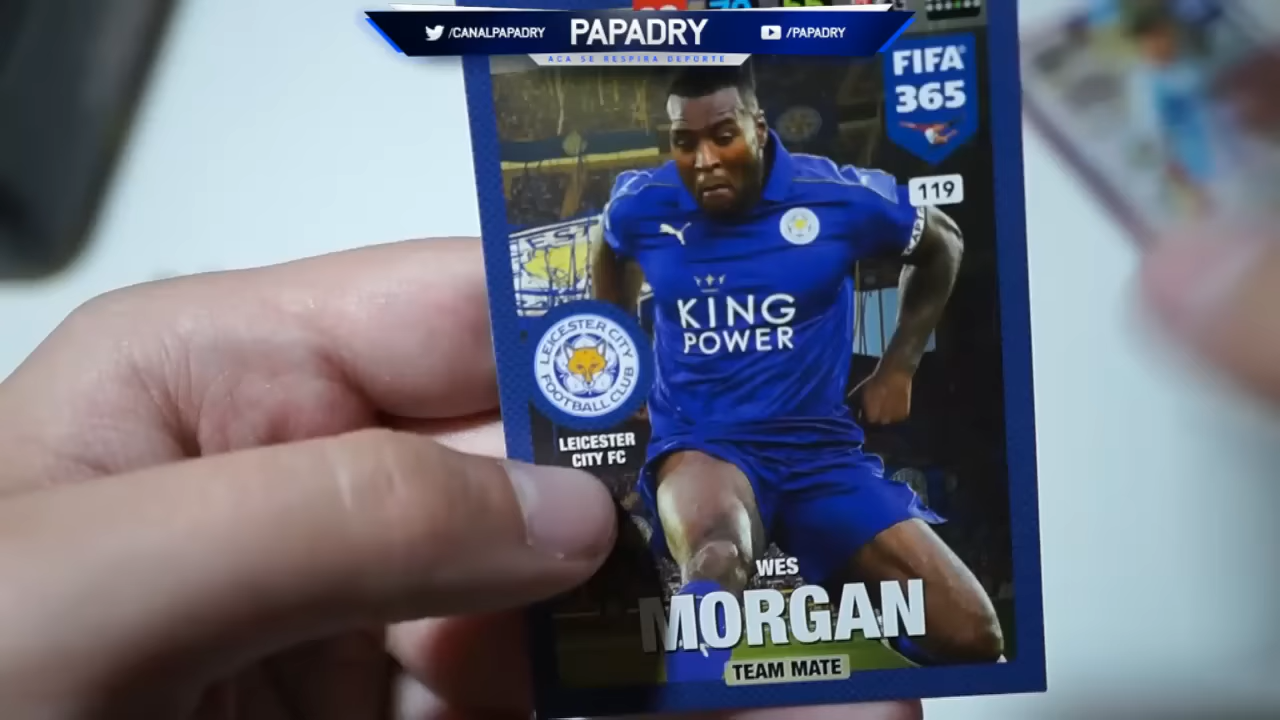 /CANALPAPADRY
PAPADRY
/PAPADRY
ACA SE RESPIRA DEPORTE
FIFA
365
119
KING
POWER
LEICESTER CITY
FOOTBALL CLUB
LEICESTER
CITY FC
WES
MORGAN
TEAM MATE